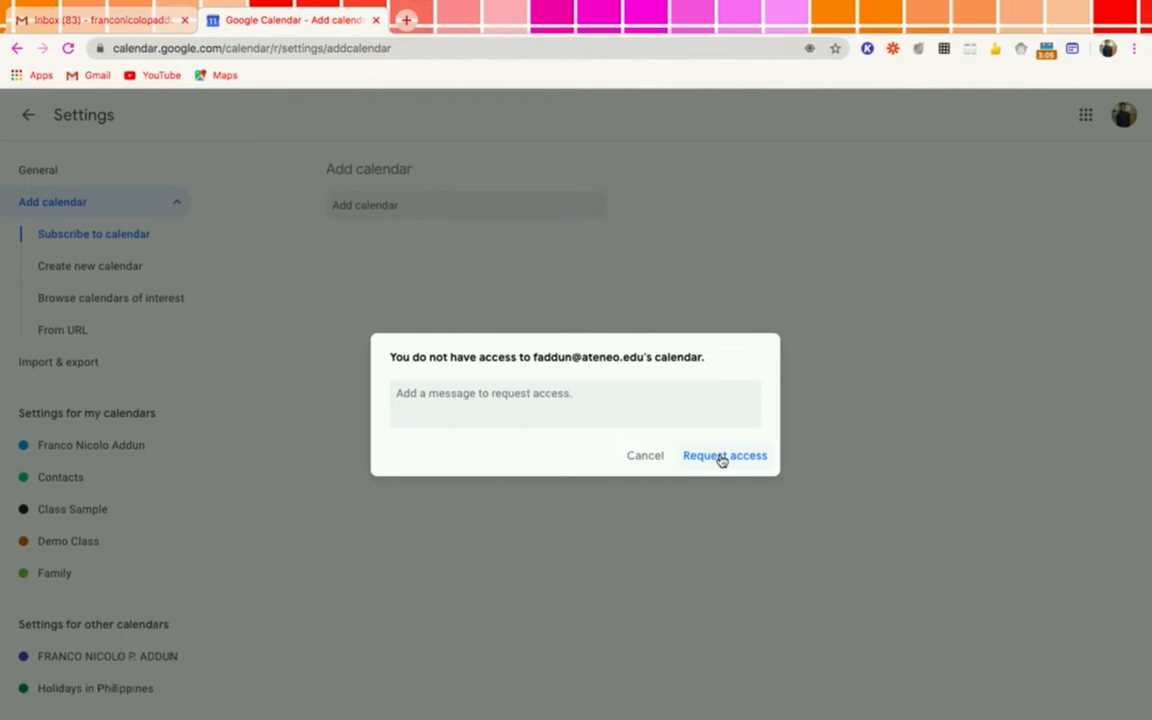 Inbox (83) - franconicolopadd
Google Calendar - Add calenda
calendar.google.com/calendar/r/settings/addcalendar
3:05
Apps
Gmail
YouTube
Maps
Settings
General
Add calendar
Subscribe to calendar
Create new calendar
Browse calendars of interest
From URL
Import & export
Settings for my calendars
Franco Nicolo Addun
Contacts
Class Sample
Demo Class
Family
Settings for other calendars
FRANCO NICOLO P. ADDUN
Holidays in Philippines
Add calendar
Add calendar
You do not have access to faddun@ateneo.edu's calendar.
Add a message to request access.
Cancel
Request access